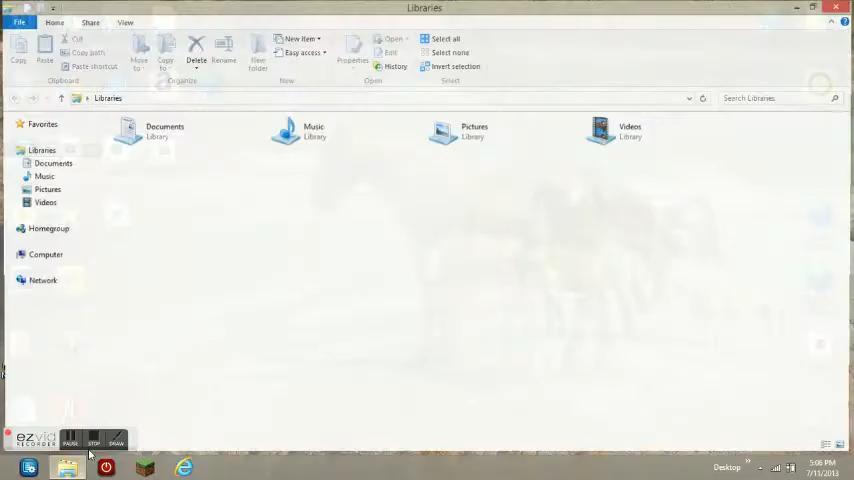 Libraries
File Home Share View
Copy
Paste
Cut
Copy path
Paste shortcut
Clipboard
Move to
Copy to
Delete
Rename
Organize
New folder
New item
Easy access
New
Properties
Open
Edit
History
Open
Select all
Select none
Invert selection
Select
Libraries
Search Libraries
Favorites
Libraries
Documents
Music
Pictures
Videos
Homegroup
Computer
Network
Documents
Library
Music
Library
Pictures
Library
Videos
Library
ezvid
RECORDER
PAUSE STOP DRAW
Desktop
5:06 PM
7/11/2013